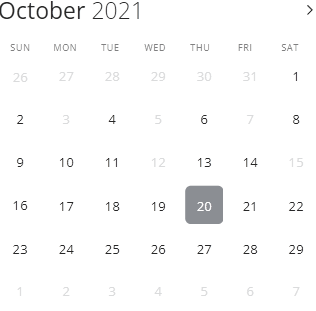 October 2021
SUN MON TUE WED THU FRI SAT
26 27 28 29 30 31 1
2 3 4 5 6 7 8
9 10 11 12 13 14 15
16 17 18 19 20 21 22
23 24 25 26 27 28 29
1 2 3 4 5 6 7